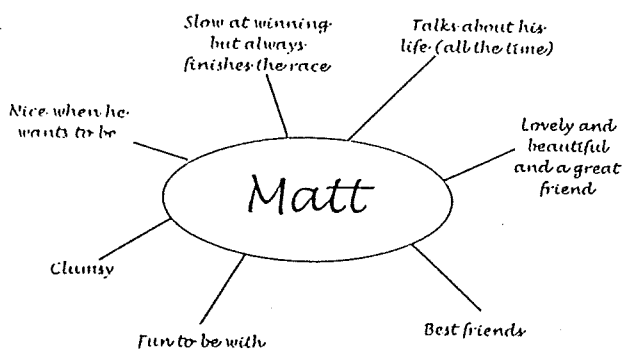 Slow at winning
but always
finishes the race
Talks about his
life (all the time)
Nice when he
wants to be
Lovely and
beautiful
and a great
friend
Matt
Clumsy
Fun to be with
Best friends